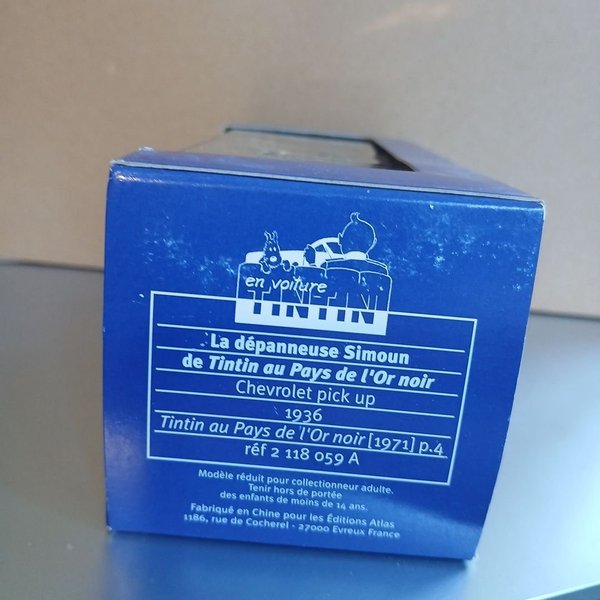 en voiture
TINTIN
La dépanneuse Simoun
de Tintin au Pays de l'Or noir
Chevrolet pick up
1936
Tintin au Pays de l'Or noir [1971] p.4
réf 2 118 059 A
Modèle réduit pour collectionneur adulte.
Tenir hors de portée
des enfants de moins de 14 ans.
Fabriqué en Chine pour les Éditions Atlas
1186, rue de Cocherel - 27000 Evreux France